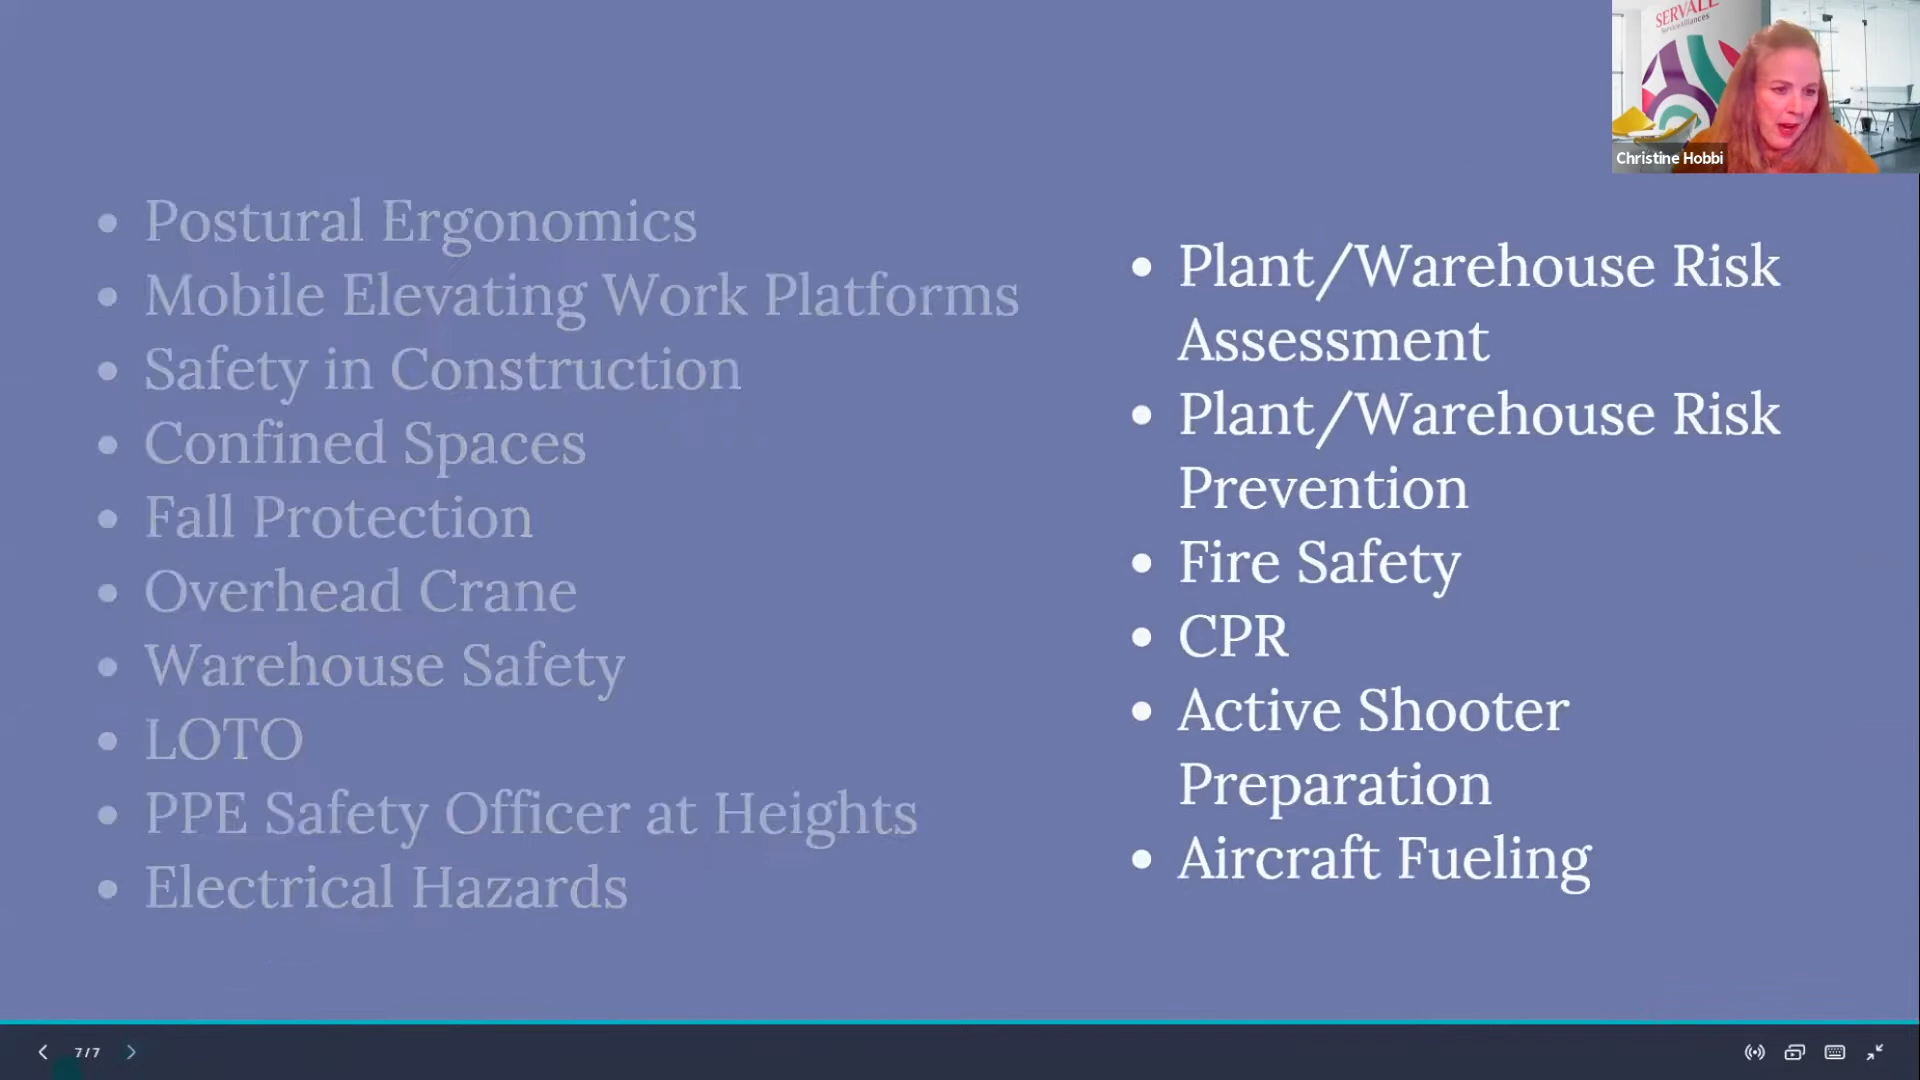 SERVALL
Service Alliances
Christine Hobbi
• Postural Ergonomics
• Mobile Elevating Work Platforms
• Safety in Construction
• Confined Spaces
• Fall Protection
• Overhead Crane
• Warehouse Safety
• LOTO
• PPE Safety Officer at Heights
• Electrical Hazards
• Plant/Warehouse Risk
Assessment
• Plant/Warehouse Risk
Prevention
• Fire Safety
• CPR
• Active Shooter
Preparation
• Aircraft Fueling
7/7